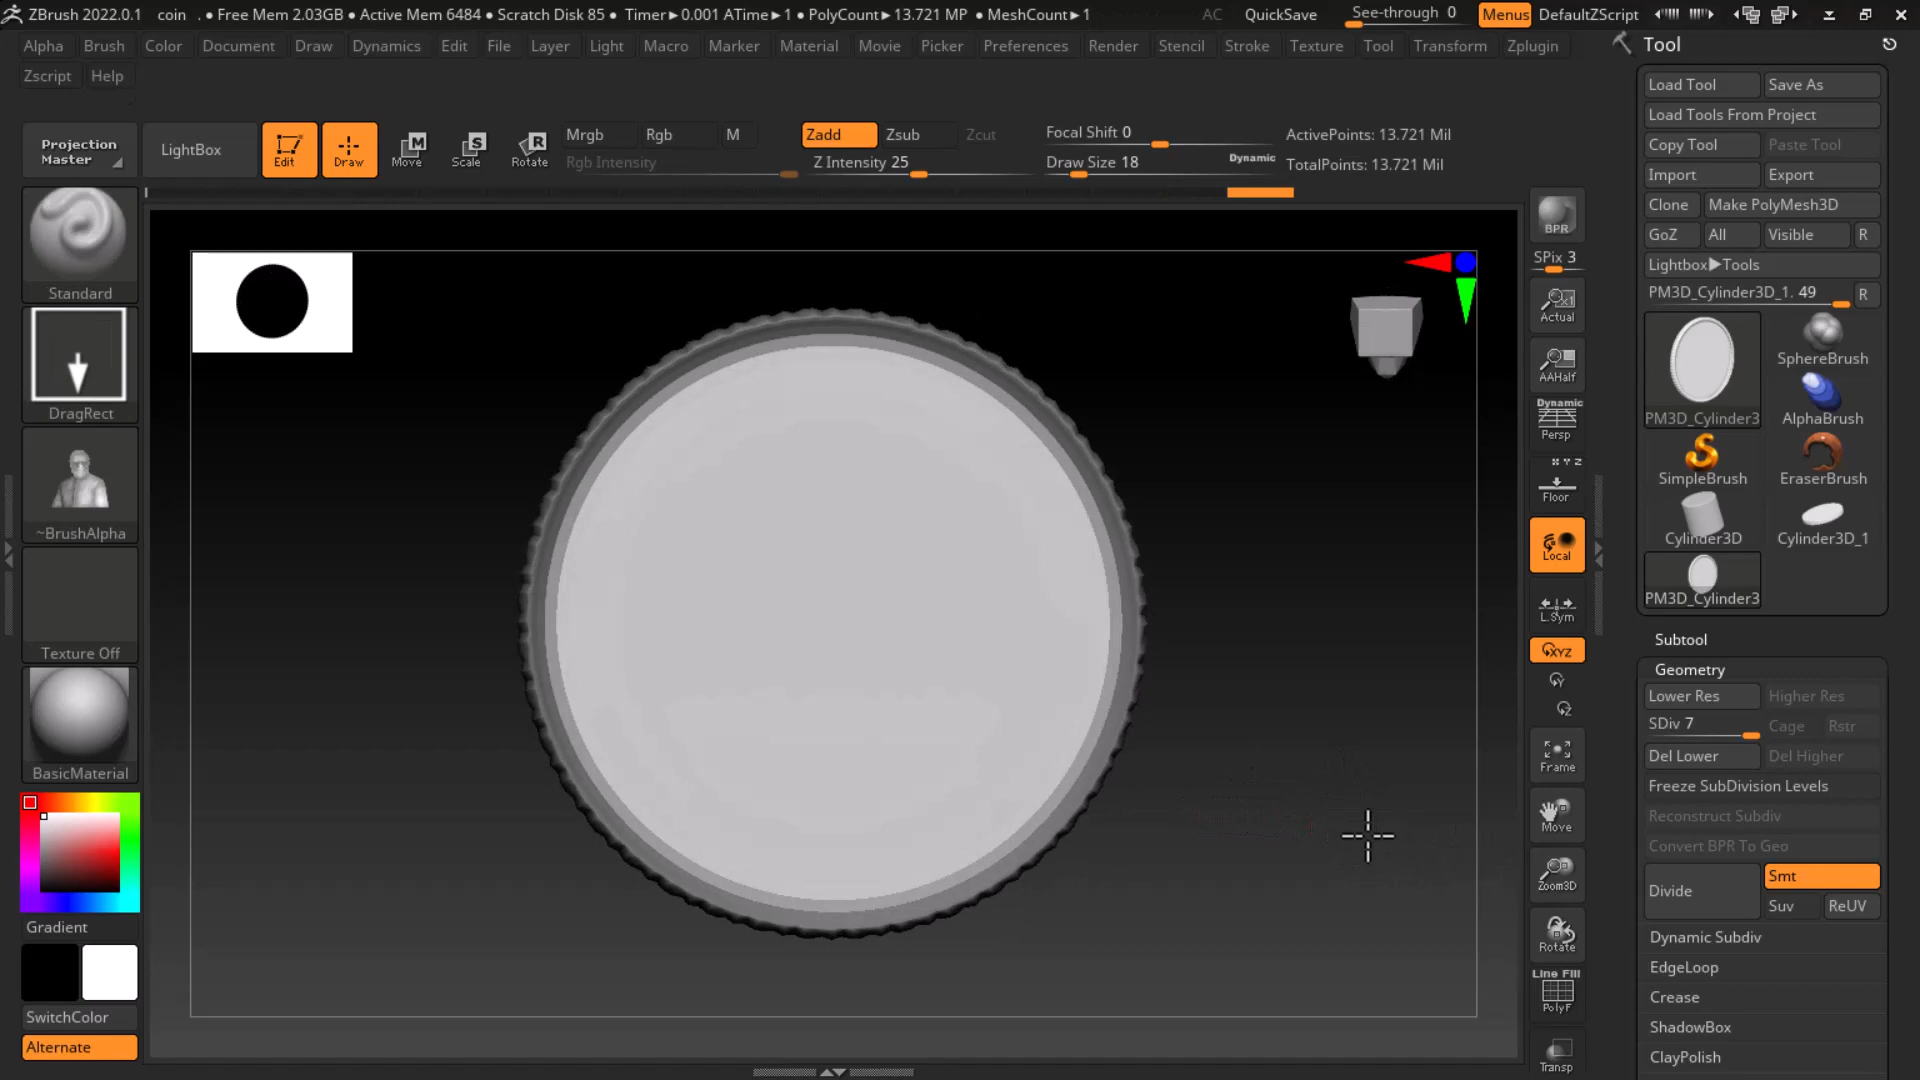 ZBrush 2022.0.1 coin . • Free Mem 2.03GB • Active Mem 6484 • Scratch Disk 85 • Timer►0.001 ATime►1 • PolyCount►13.721 MP • MeshCount►1 AC QuickSave See-through 0 Menus DefaultZScript
Alpha Brush Color Document Draw Dynamics Edit File Layer Light Macro Marker Material Movie Picker Preferences Render Stencil Stroke Texture Tool Transform Zplugin
Zscript Help
Projection Master
LightBox
Edit
Draw
Move
Scale
Rotate
Mrgb Rgb M
Rgb Intensity
Zadd Zsub Zcut
Z Intensity 25
Focal Shift 0
Draw Size 18
Dynamic
ActivePoints: 13.721 Mil
TotalPoints: 13.721 Mil
Standard
DragRect
~BrushAlpha
Texture Off
BasicMaterial
Gradient
SwitchColor
Alternate
BPR
SPix 3
Actual
AAHalf
Dynamic
Persp
X Y Z
Floor
Local
L.Sym
XYZ
Y
Z
Frame
Move
Zoom3D
Rotate
Line Fill
PolyF
Transp
Tool
Load Tool Save As
Load Tools From Project
Copy Tool Paste Tool
Import Export
Clone Make PolyMesh3D
GoZ All Visible R
Lightbox►Tools
PM3D_Cylinder3D_1. 49 R
PM3D_Cylinder3
SphereBrush
AlphaBrush
SimpleBrush
EraserBrush
Cylinder3D
Cylinder3D_1
PM3D_Cylinder3
Subtool
Geometry
Lower Res Higher Res
SDiv 7 Cage Rstr
Del Lower Del Higher
Freeze SubDivision Levels
Reconstruct Subdiv
Convert BPR To Geo
Divide
Smt
Suv ReUV
Dynamic Subdiv
EdgeLoop
Crease
ShadowBox
ClayPolish